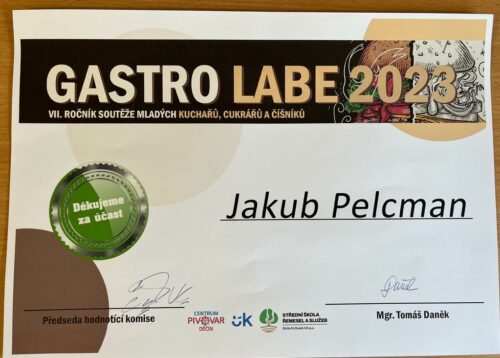 GASTRO LABE 2023
VII. ROČNÍK SOUTĚŽE MLADÝCH KUCHAŘŮ, CUKRÁŘŮ A ČÍŠNÍKŮ
Děkujeme
za účast
Jakub Pelcman
Předseda hodnotící komise
CENTRUM
PIVOVAR
DĚČÍN
ÚK
STŘEDNÍ ŠKOLA
ŘEMESEL A SLUŽEB
Mgr. Tomáš Daněk